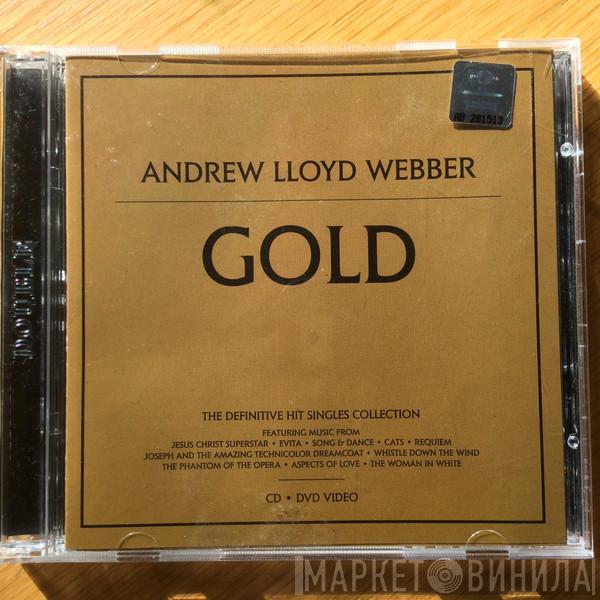 AB 281513
ANDREW LLOYD WEBBER
GOLD
THE DEFINITIVE HIT SINGLES COLLECTION
FEATURING MUSIC FROM
JESUS CHRIST SUPERSTAR • EVITA • SONG & DANCE • CATS • REQUIEM
JOSEPH AND THE AMAZING TECHNICOLOR DREAMCOAT • WHISTLE DOWN THE WIND
THE PHANTOM OF THE OPERA • ASPECTS OF LOVE • THE WOMAN IN WHITE
CD • DVD VIDEO
МАРКЕТ ВИНИЛА